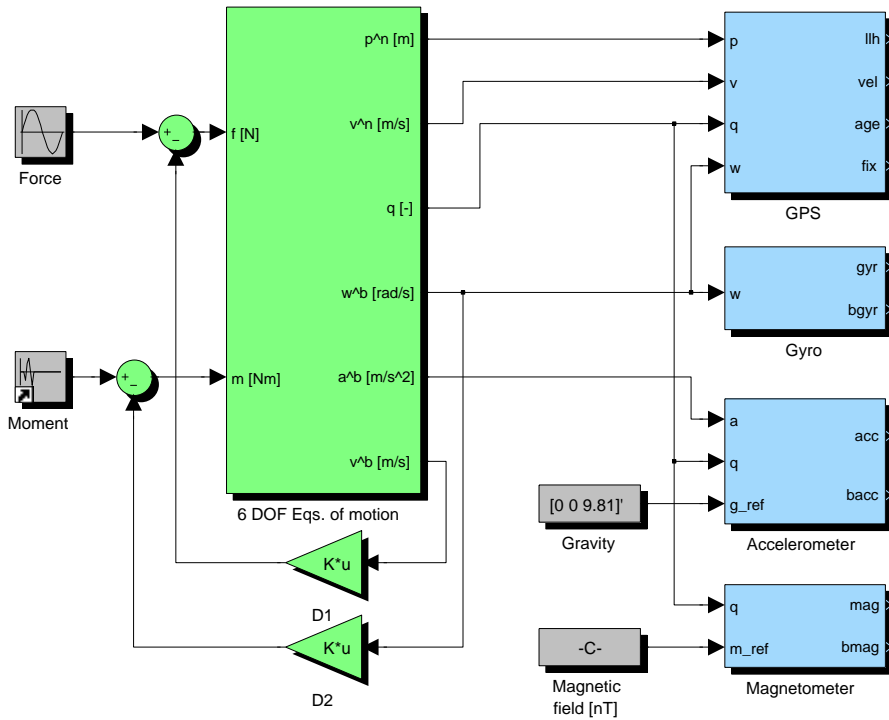 Force
+
−
f [N]
p^n [m]
v^n [m/s]
q [-]
w^b [rad/s]
m [Nm]
a^b [m/s^2]
v^b [m/s]
6 DOF Eqs. of motion
Moment
+
−
K*u
D1
K*u
D2
p
llh
v
vel
q
age
w
fix
GPS
gyr
w
bgyr
Gyro
a
acc
q
bacc
g_ref
Accelerometer
[0 0 9.81]'
Gravity
q
mag
m_ref
bmag
Magnetometer
-C-
Magnetic
field [nT]